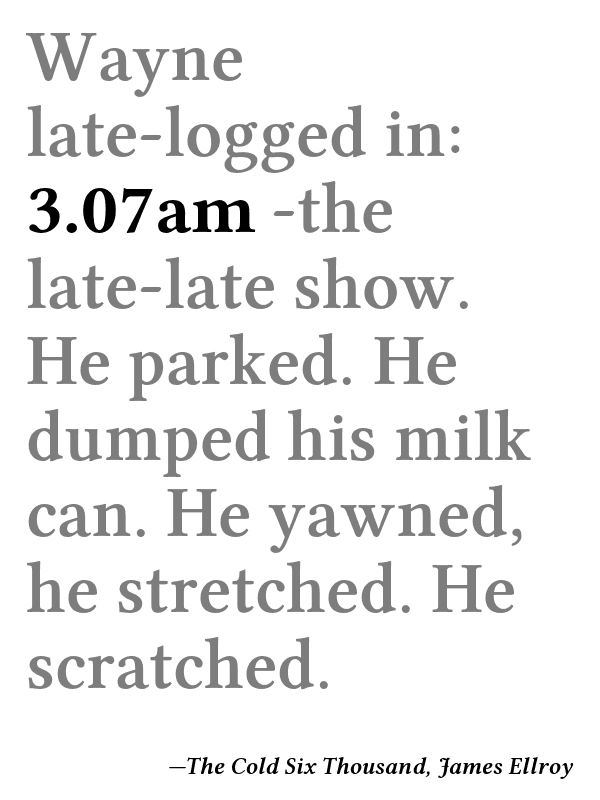 Wayne
late-logged in:
3.07am -the
late-late show.
He parked. He
dumped his milk
can. He yawned,
he stretched. He
scratched.
—The Cold Six Thousand, James Ellroy